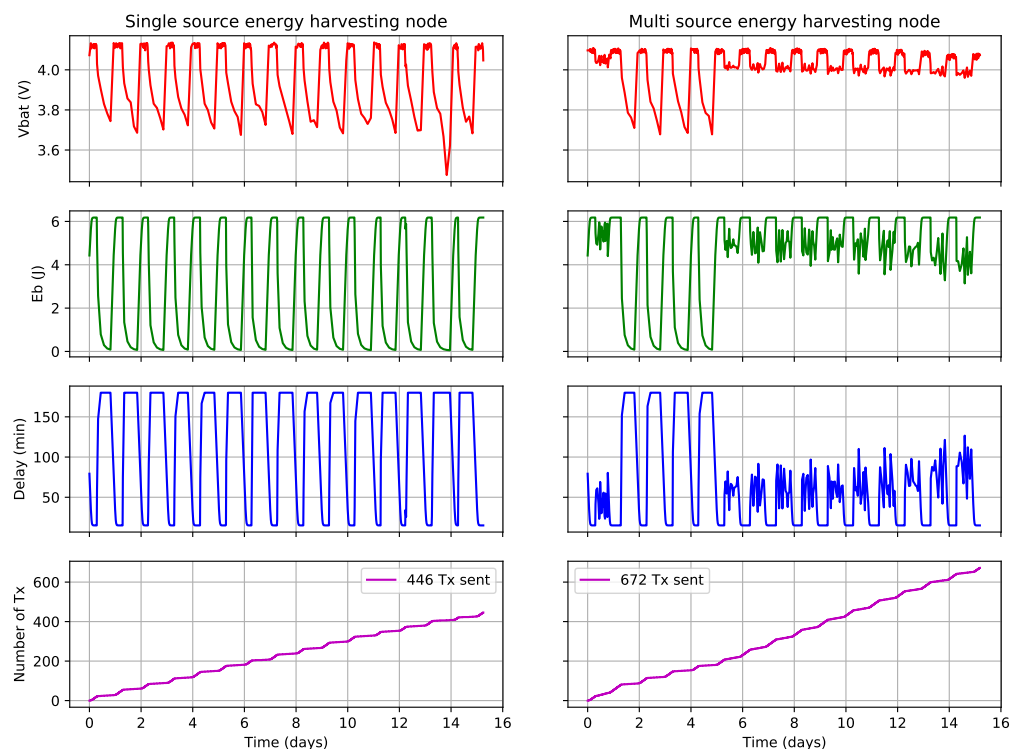 Single source energy harvesting node
Multi source energy harvesting node
Vbat (V)
4.0
3.8
3.6
Eb (J)
6
4
2
0
Delay (min)
150
100
50
Number of Tx
600
400
200
0
446 Tx sent
672 Tx sent
0 2 4 6 8 10 12 14 16
0 2 4 6 8 10 12 14 16
Time (days)
Time (days)